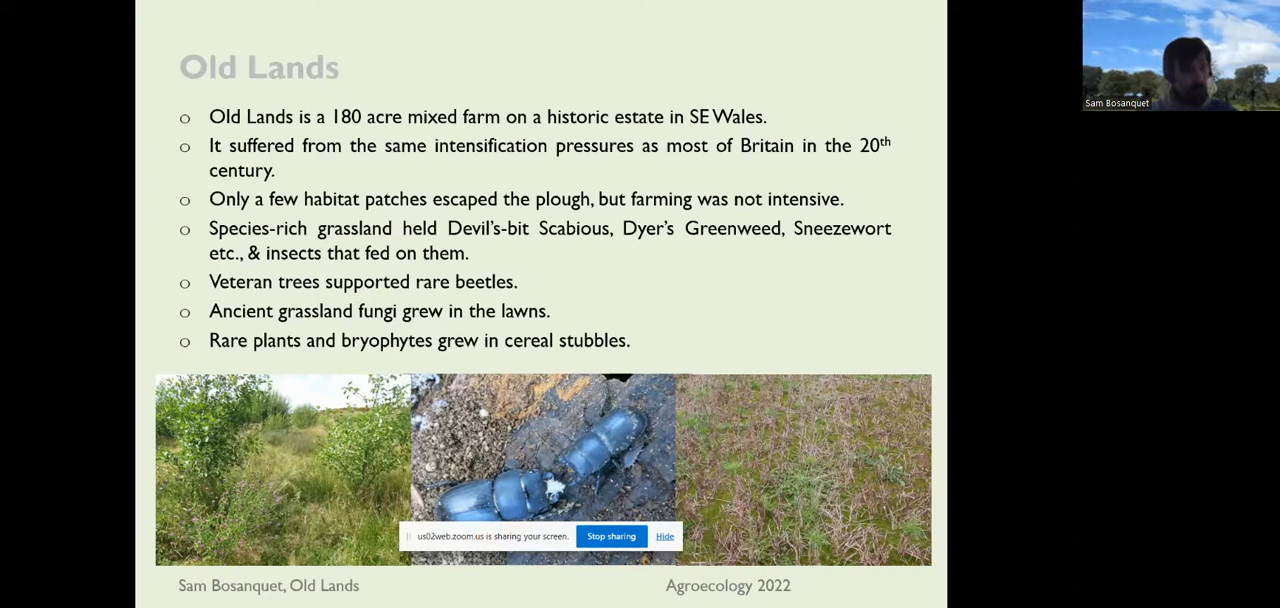 Old Lands
Sam Bosanquet
o Old Lands is a 180 acre mixed farm on a historic estate in SE Wales.
o It suffered from the same intensification pressures as most of Britain in the 20th
century.
o Only a few habitat patches escaped the plough, but farming was not intensive.
o Species-rich grassland held Devil's-bit Scabious, Dyer's Greenweed, Sneezewort
etc., & insects that fed on them.
o Veteran trees supported rare beetles.
o Ancient grassland fungi grew in the lawns.
o Rare plants and bryophytes grew in cereal stubbles.
us02web.zoom.us is sharing your screen. Stop sharing Hide
Sam Bosanquet, Old Lands Agroecology 2022